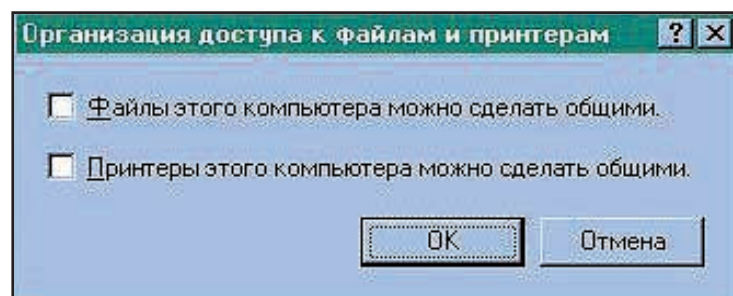 Организация доступа к файлам и принтерам ? ×
Файлы этого компьютера можно сделать общими.
Принтеры этого компьютера можно сделать общими.
OK Отмена